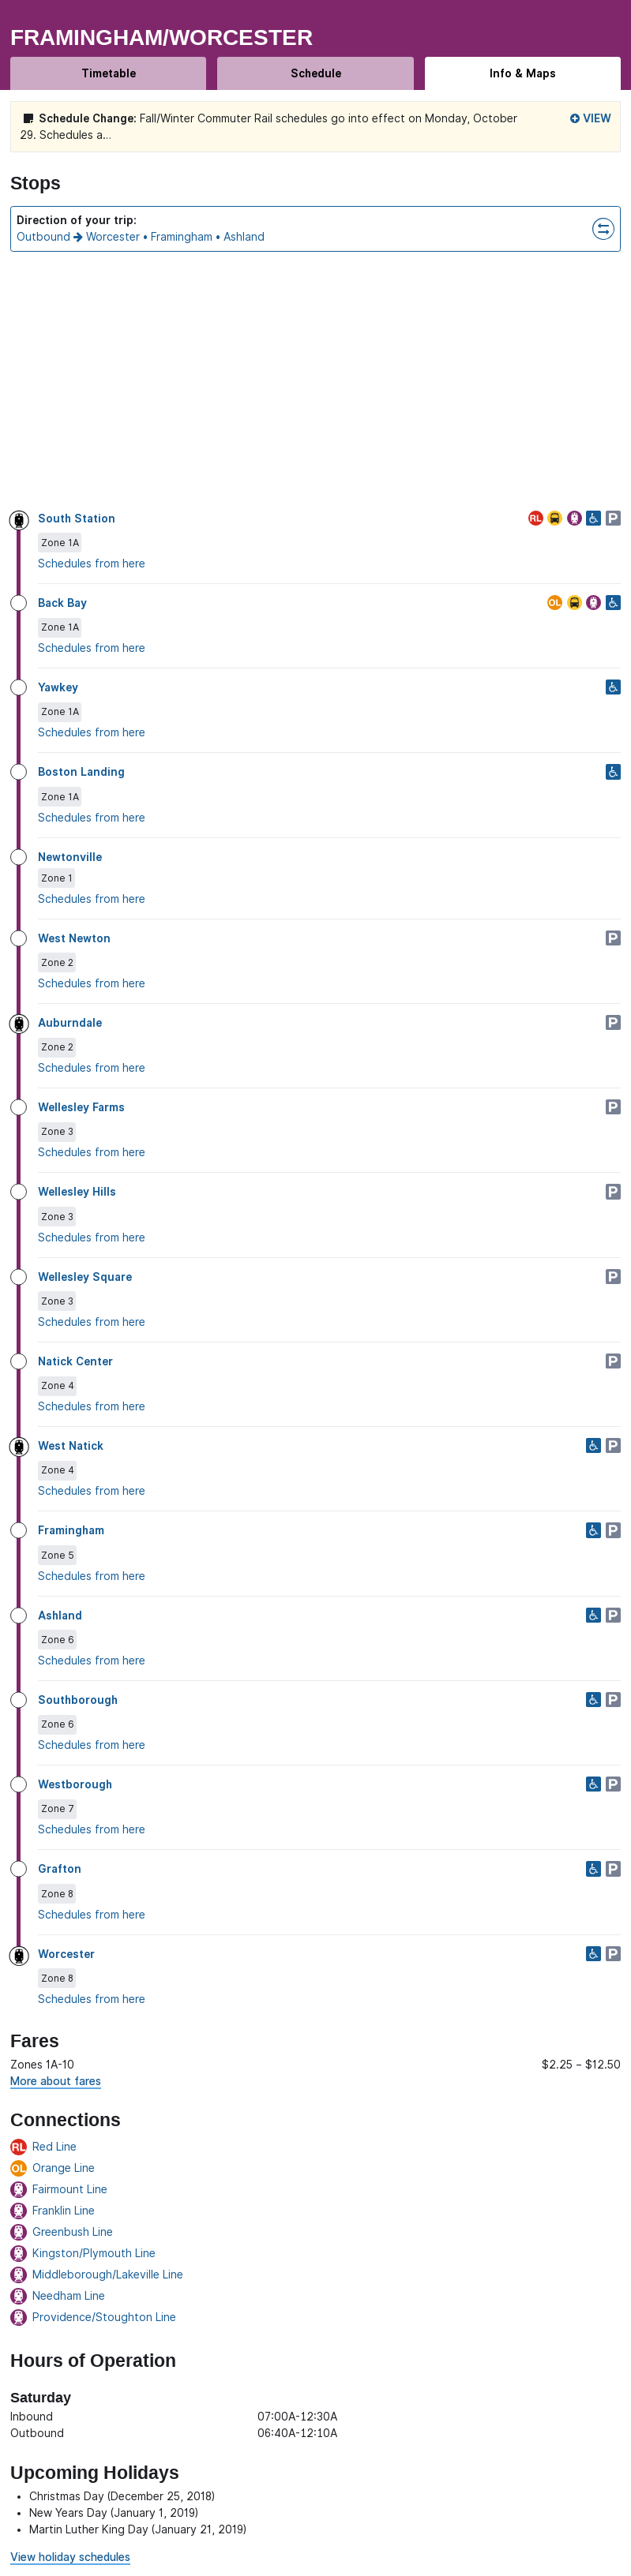 FRAMINGHAM/WORCESTER
Timetable
Schedule
Info & Maps
Schedule Change: Fall/Winter Commuter Rail schedules go into effect on Monday, October
29. Schedules a…
VIEW
Stops
Direction of your trip:
Outbound → Worcester • Framingham • Ashland
South Station
RL
P
Zone 1A
Schedules from here
Back Bay
OL
Zone 1A
Schedules from here
Yawkey
Zone 1A
Schedules from here
Boston Landing
Zone 1A
Schedules from here
Newtonville
Zone 1
Schedules from here
West Newton
P
Zone 2
Schedules from here
Auburndale
P
Zone 2
Schedules from here
Wellesley Farms
P
Zone 3
Schedules from here
Wellesley Hills
P
Zone 3
Schedules from here
Wellesley Square
P
Zone 3
Schedules from here
Natick Center
P
Zone 4
Schedules from here
West Natick
P
Zone 4
Schedules from here
Framingham
P
Zone 5
Schedules from here
Ashland
P
Zone 6
Schedules from here
Southborough
P
Zone 6
Schedules from here
Westborough
P
Zone 7
Schedules from here
Grafton
P
Zone 8
Schedules from here
Worcester
P
Zone 8
Schedules from here
Fares
Zones 1A-10 $2.25 – $12.50
More about fares
Connections
RL Red Line
OL Orange Line
Fairmount Line
Franklin Line
Greenbush Line
Kingston/Plymouth Line
Middleborough/Lakeville Line
Needham Line
Providence/Stoughton Line
Hours of Operation
Saturday
Inbound 07:00A-12:30A
Outbound 06:40A-12:10A
Upcoming Holidays
• Christmas Day (December 25, 2018)
• New Years Day (January 1, 2019)
• Martin Luther King Day (January 21, 2019)
View holiday schedules